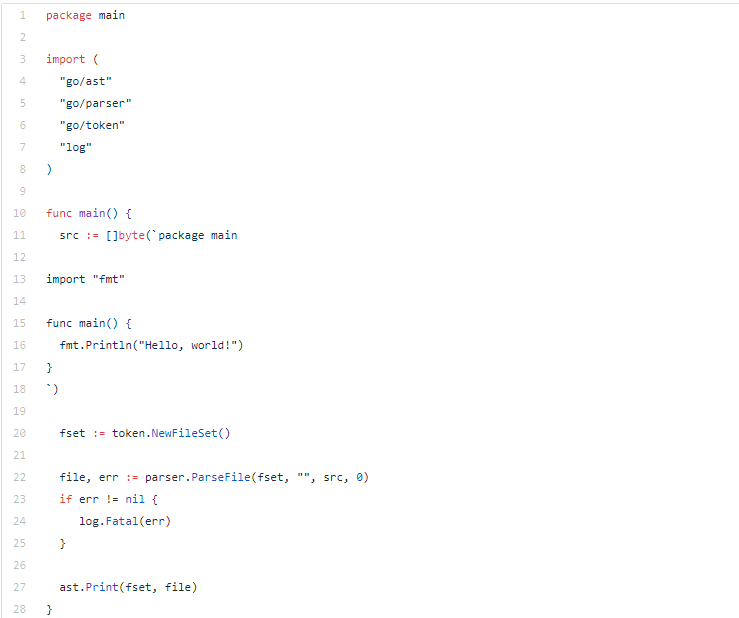 1 package main
2
3 import (
4   "go/ast"
5   "go/parser"
6   "go/token"
7   "log"
8 )
9
10 func main() {
11   src := []byte(`package main
12
13 import "fmt"
14
15 func main() {
16   fmt.Println("Hello, world!")
17 }
18 `)
19
20   fset := token.NewFileSet()
21
22   file, err := parser.ParseFile(fset, "", src, 0)
23   if err != nil {
24      log.Fatal(err)
25   }
26
27   ast.Print(fset, file)
28 }